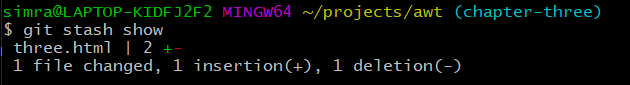 simra@LAPTOP-KIDFJ2F2 MINGW64 ~/projects/awt (chapter-three)
$ git stash show
 three.html | 2 +-
 1 file changed, 1 insertion(+), 1 deletion(-)